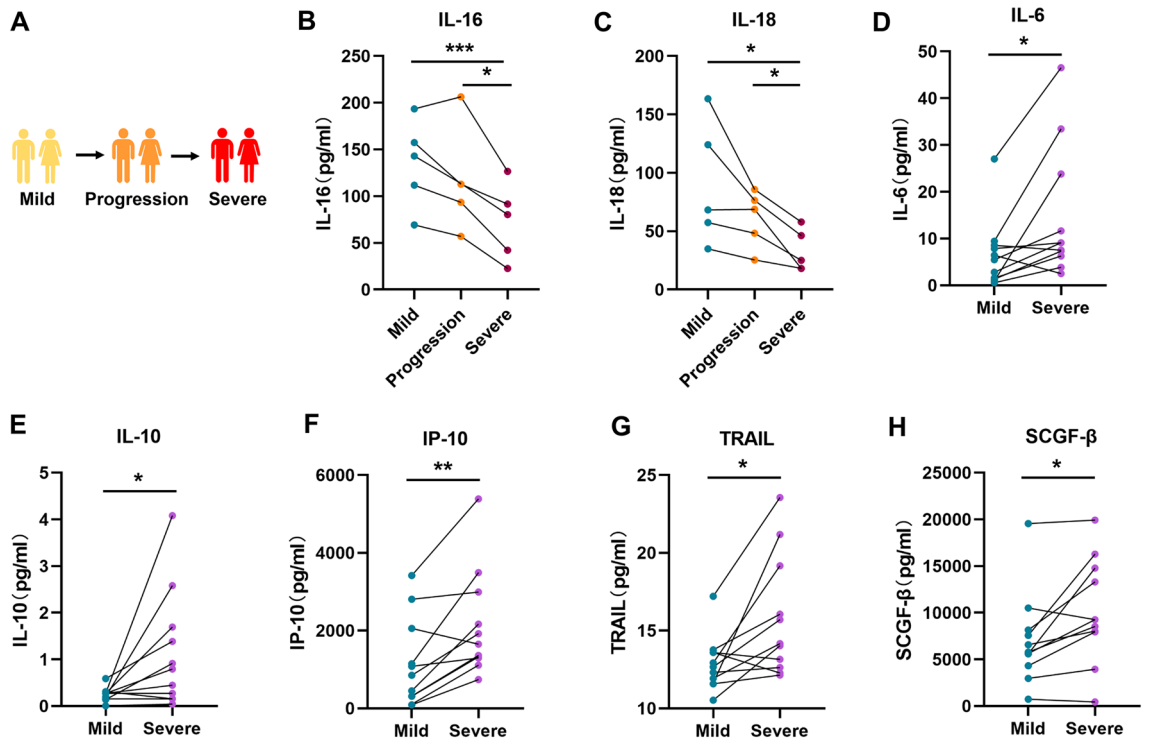 A
Mild
Progression
Severe
B
IL-16
***
*
IL-16(pg/ml)
250
200
150
100
50
0
Mild
Progression
Severe
C
IL-18
*
*
IL-18(pg/ml)
200
150
100
50
0
Mild
Progression
Severe
D
IL-6
*
IL-6(pg/ml)
50
40
30
20
10
0
Mild
Severe
E
IL-10
*
IL-10(pg/ml)
5
4
3
2
1
0
Mild
Severe
F
IP-10
**
IP-10(pg/ml)
6000
4000
2000
0
Mild
Severe
G
TRAIL
*
TRAIL(pg/ml)
25
20
15
10
Mild
Severe
H
SCGF-β
*
SCGF-β(pg/ml)
25000
20000
15000
10000
5000
0
Mild
Severe